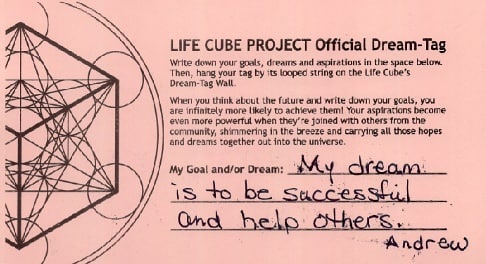 LIFE CUBE PROJECT Official Dream-Tag
Write down your goals, dreams and aspirations in the space below.
Then, hang your tag by its looped string on the Life Cube's
Dream-Tag Wall.
When you think about the future and write down your goals, you
are infinitely more likely to achieve them! Your aspirations become
even more powerful when they're joined with others from the
community, shimmering in the breeze and carrying all those hopes
and dreams together out into the universe.
My Goal and/or Dream: My dream
is to be successful
and help others.
Andrew